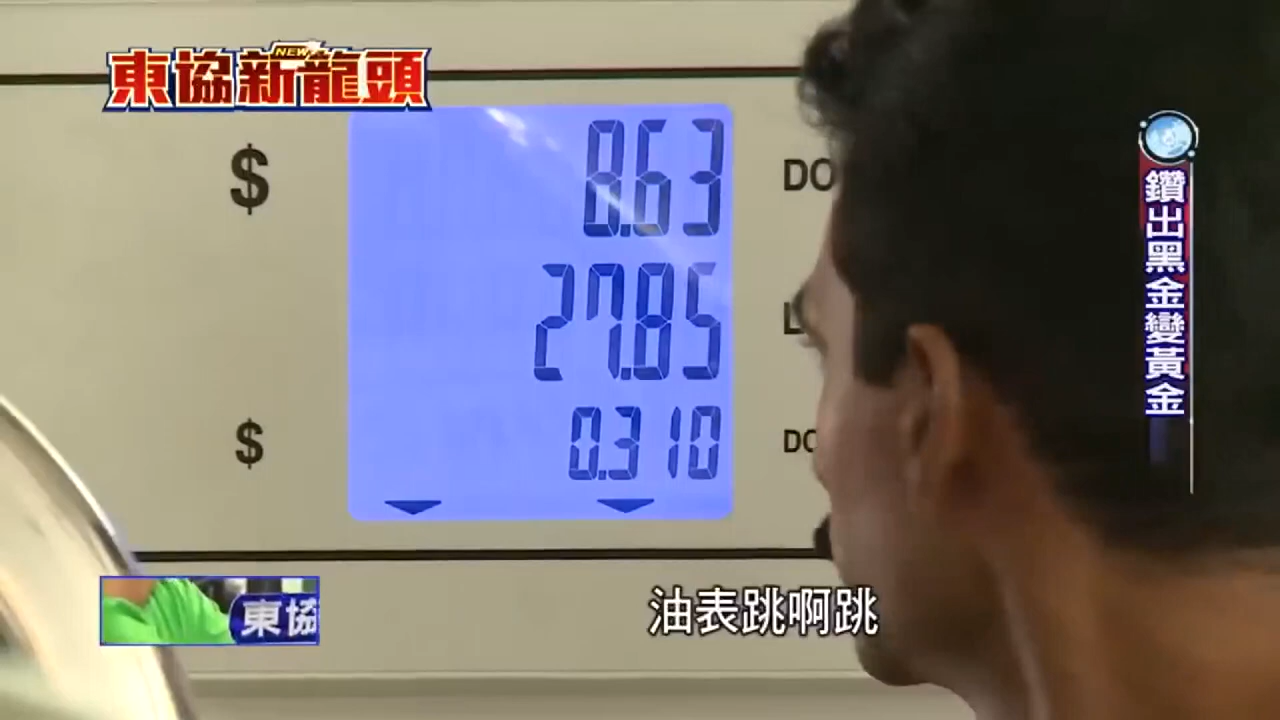 東協新龍頭
NEW
$ 8.63 DO
27.85 L
$ 0.310 DO
鑽出黑金變黃金
東協
油表跳啊跳